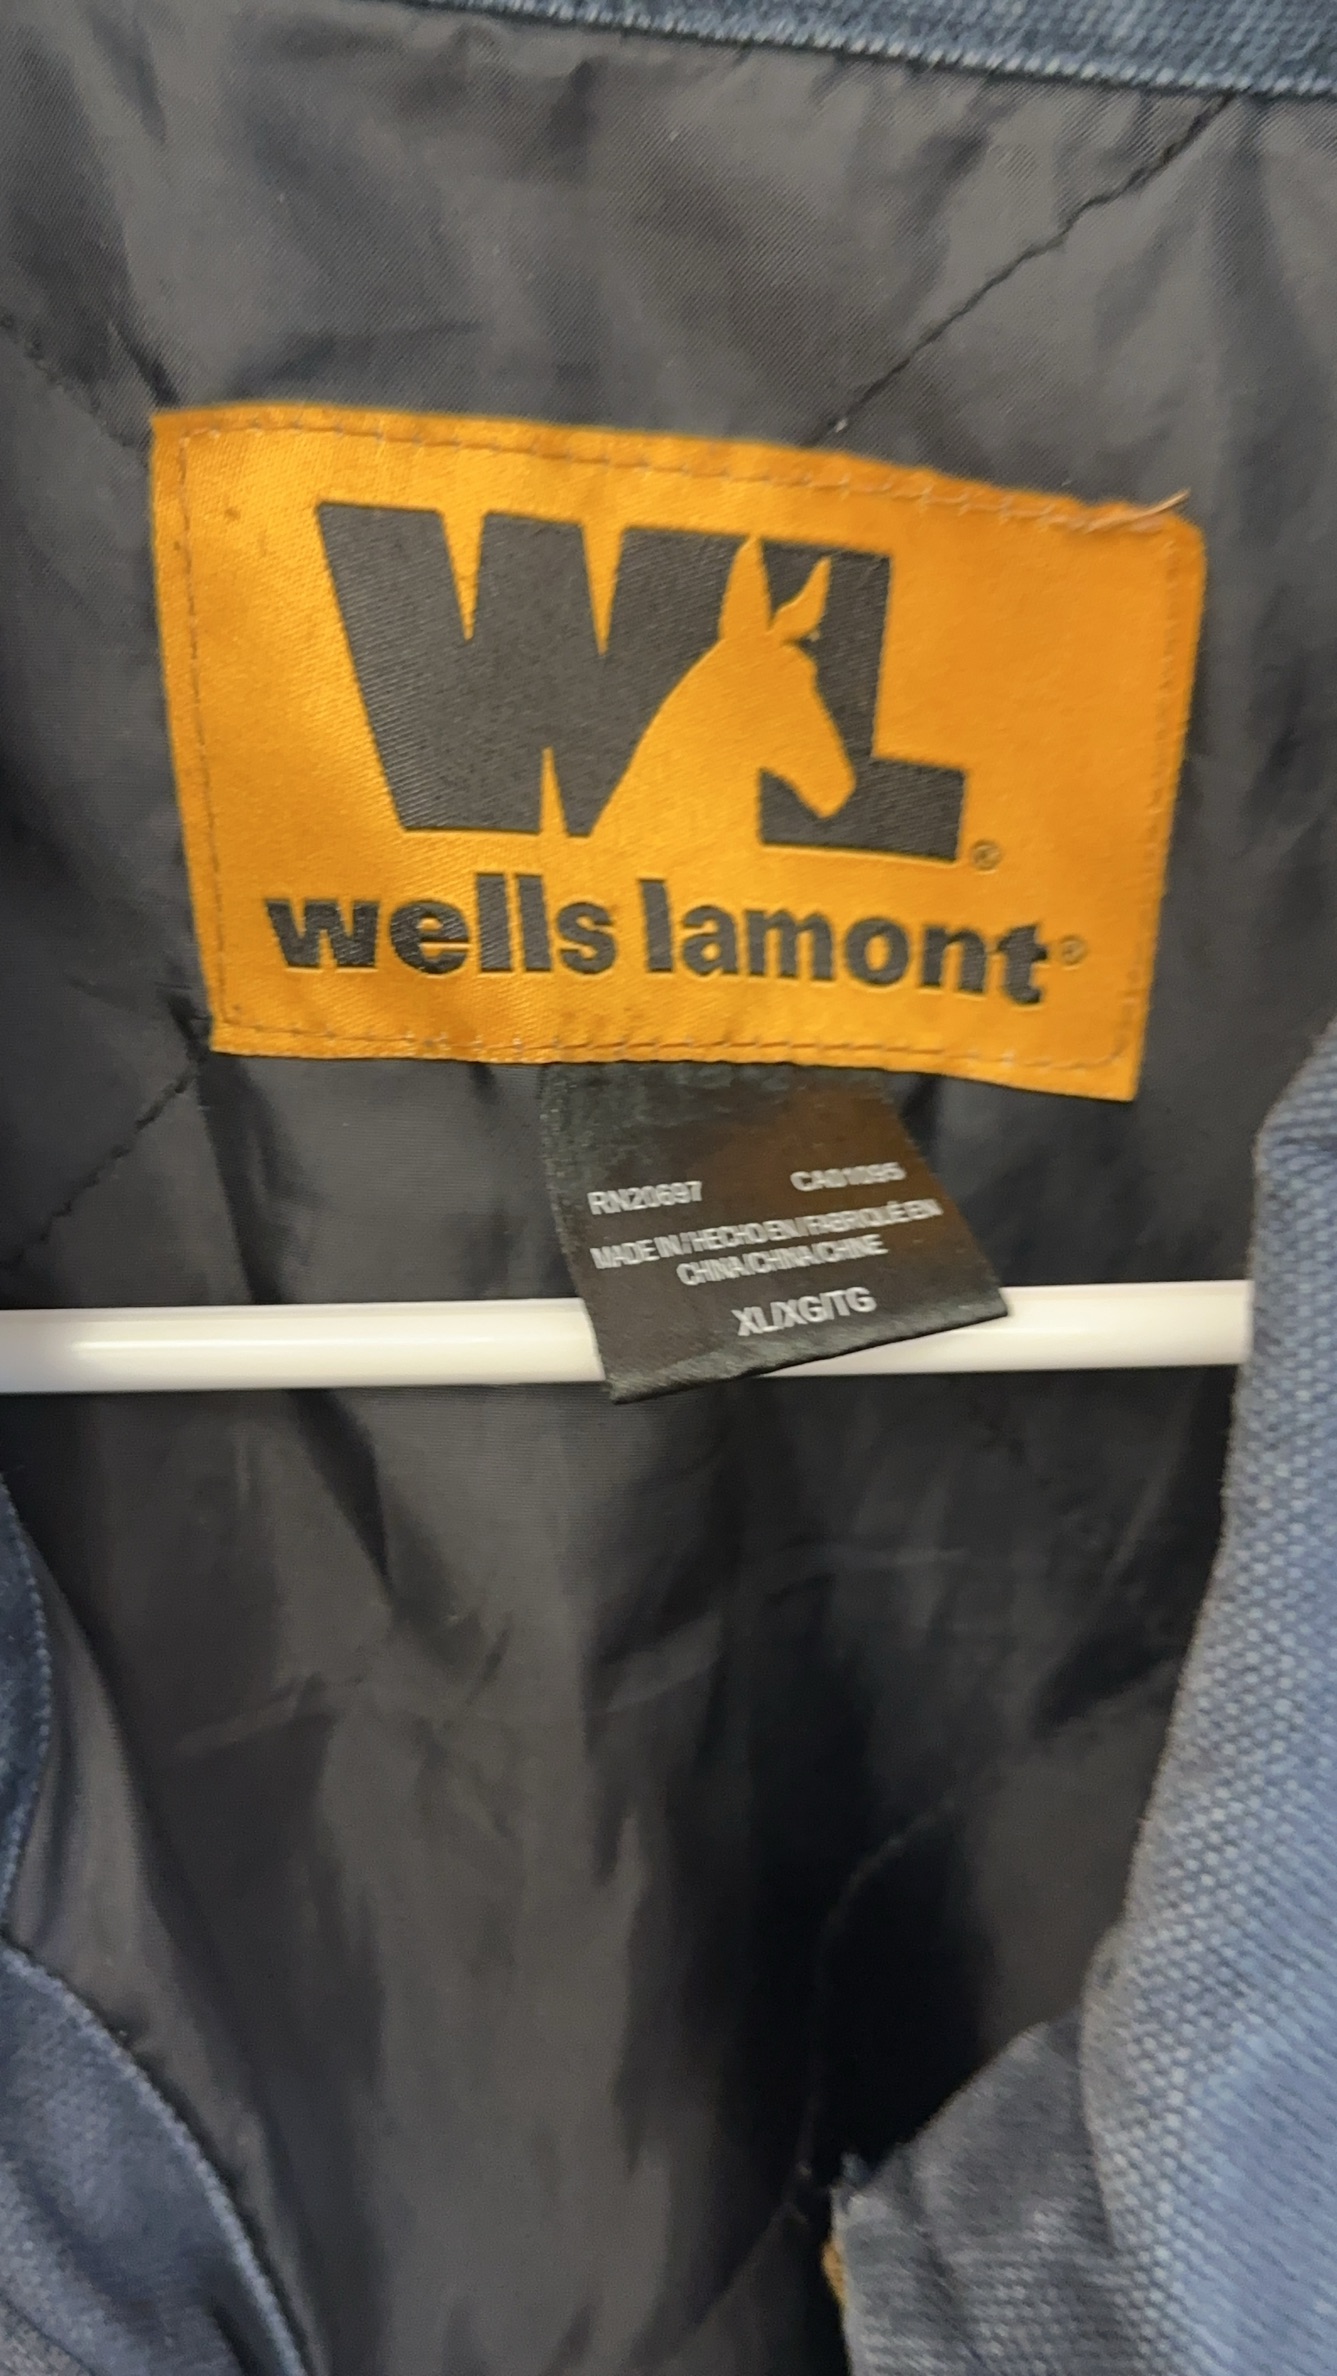 WL®
wells lamont®
RN20697 CA01095
MADE IN / HECHO EN / FABRIQUÉ EN
CHINA/CHINA/CHINE
XL/XG/TG